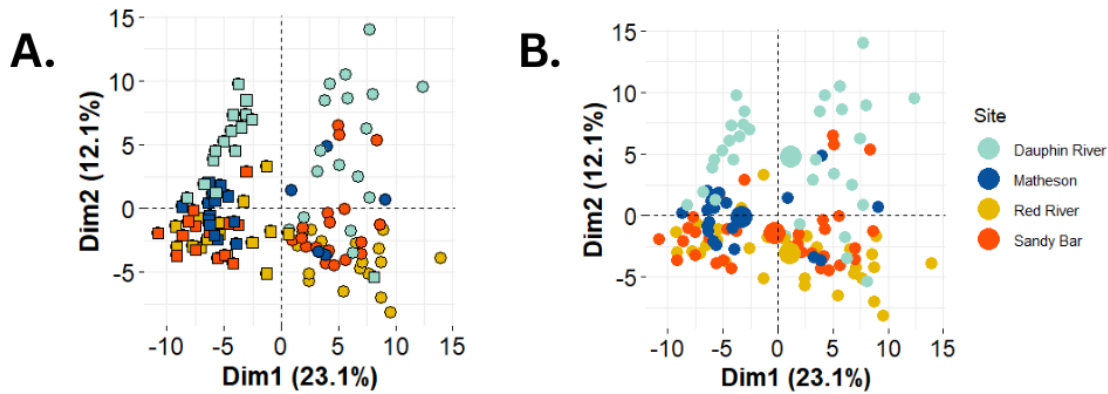 A.
15
10
5
0
-5
-10 -5 0 5 10 15
Dim1 (23.1%)
Dim2 (12.1%)
B.
15
10
5
0
-5
-10 -5 0 5 10 15
Dim1 (23.1%)
Dim2 (12.1%)
Site
Dauphin River
Matheson
Red River
Sandy Bar